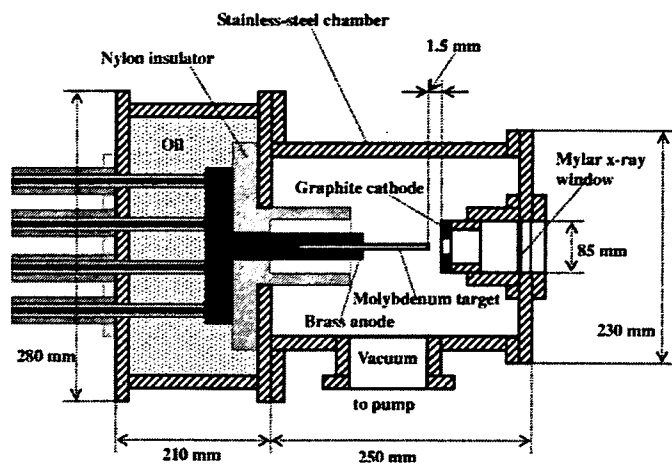 Stainless-steel chamber
1.5 mm
Nylon insulator
Oil
Mylar x-ray
window
Graphite cathode
85 mm
Molybdenum target
Brass anode
230 mm
280 mm
Vacuum
to pump
210 mm
250 mm